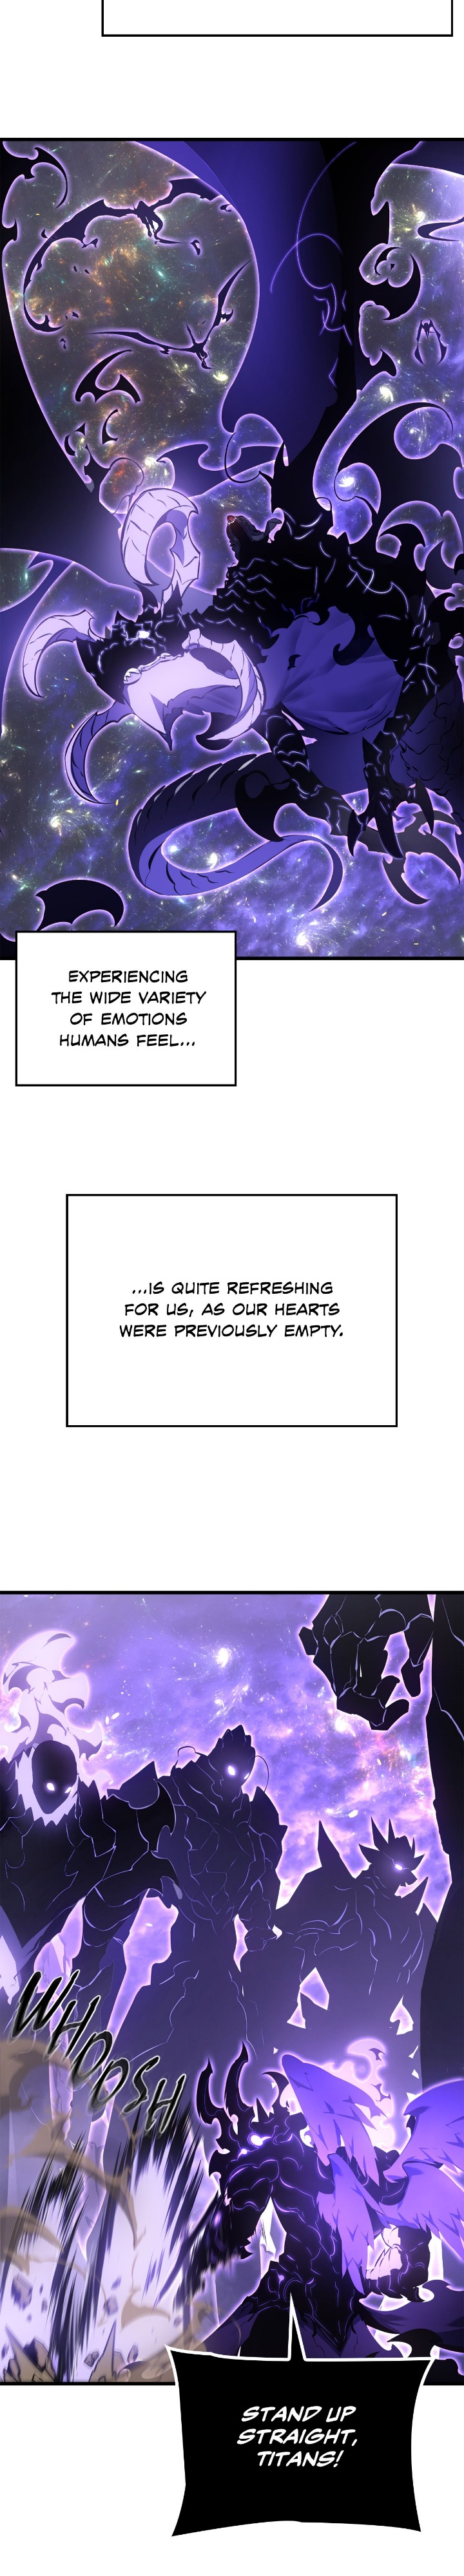 EXPERIENCING
THE WIDE VARIETY
OF EMOTIONS
HUMANS FEEL...
...IS QUITE REFRESHING
FOR US, AS OUR HEARTS
WERE PREVIOUSLY EMPTY.
WHOOSH
STAND UP
STRAIGHT,
TITANS!